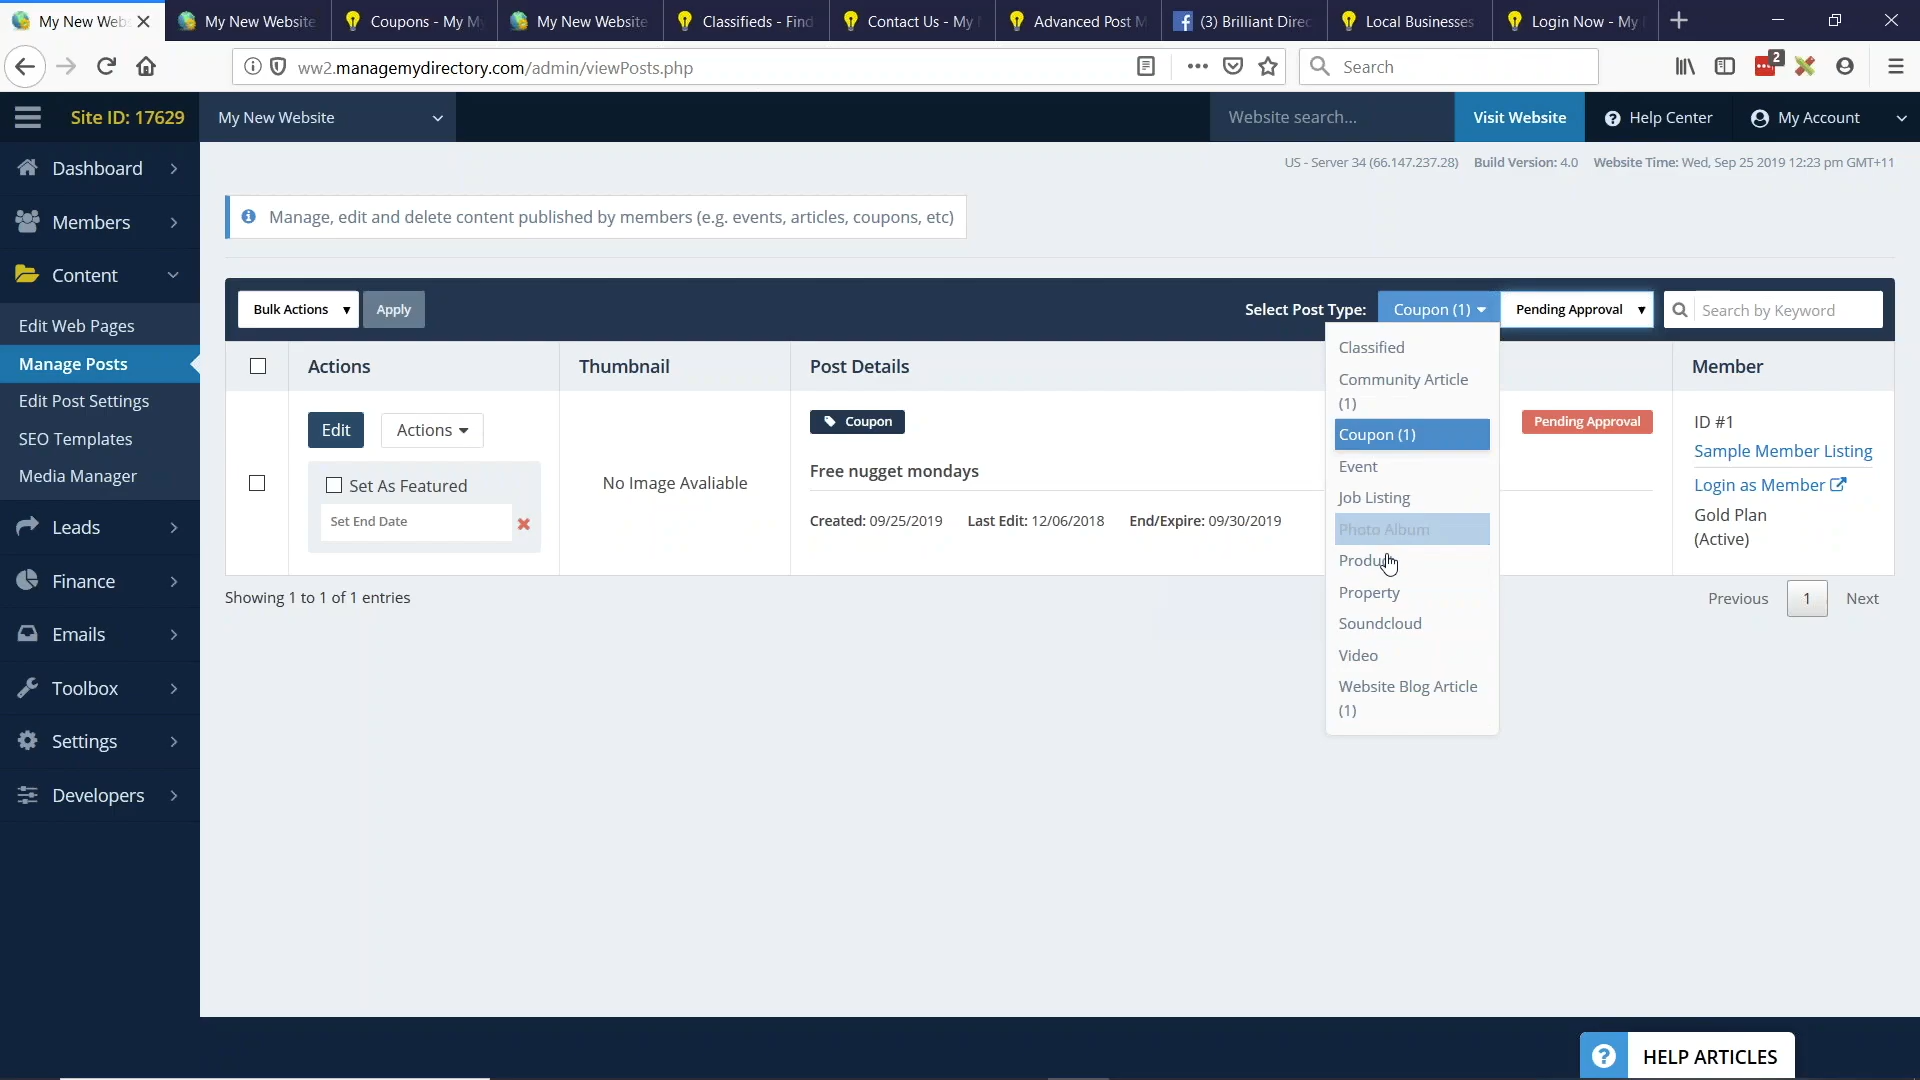 My New Web
My New Website
Coupons - My M
My New Website
Classifieds - Find
Contact Us - My
Advanced Post M
(3) Brilliant Direc
Local Businesses
Login Now - My
ww2.managemydirectory.com/admin/viewPosts.php
Search
2
Site ID: 17629
My New Website
Website search...
Visit Website
Help Center
My Account
US - Server 34 (66.147.237.28) Build Version: 4.0 Website Time: Wed, Sep 25 2019 12:23 pm GMT+11
Dashboard
Members
Content
Edit Web Pages
Manage Posts
Edit Post Settings
SEO Templates
Media Manager
Leads
Finance
Emails
Toolbox
Settings
Developers
Manage, edit and delete content published by members (e.g. events, articles, coupons, etc)
Bulk Actions
Apply
Select Post Type:
Coupon (1)
Pending Approval
Search by Keyword
Actions
Thumbnail
Post Details
Member
Edit
Actions
Set As Featured
Set End Date
No Image Avaliable
Coupon
Free nugget mondays
Created: 09/25/2019 Last Edit: 12/06/2018 End/Expire: 09/30/2019
Classified
Community Article
(1)
Coupon (1)
Event
Job Listing
Photo Album
Product
Property
Soundcloud
Video
Website Blog Article
(1)
Pending Approval
ID #1
Sample Member Listing
Login as Member
Gold Plan
(Active)
Showing 1 to 1 of 1 entries
Previous
1
Next
HELP ARTICLES